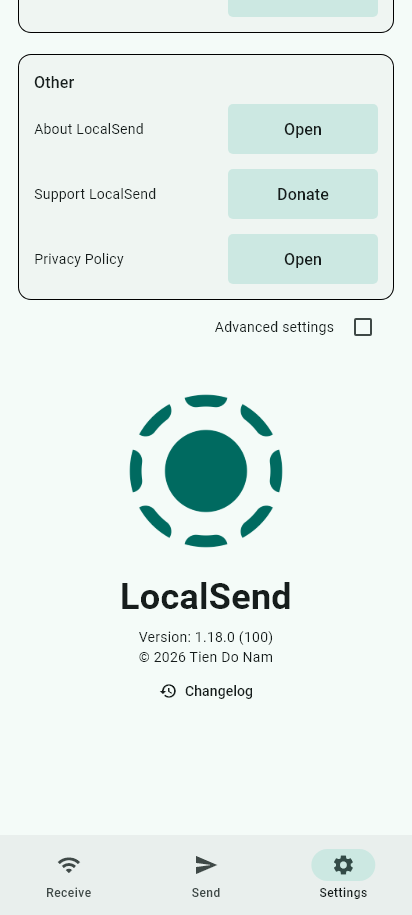 Other
About LocalSend
Open
Support LocalSend
Donate
Privacy Policy
Open
Advanced settings
LocalSend
Version: 1.18.0 (100)
© 2026 Tien Do Nam
Changelog
Receive
Send
Settings